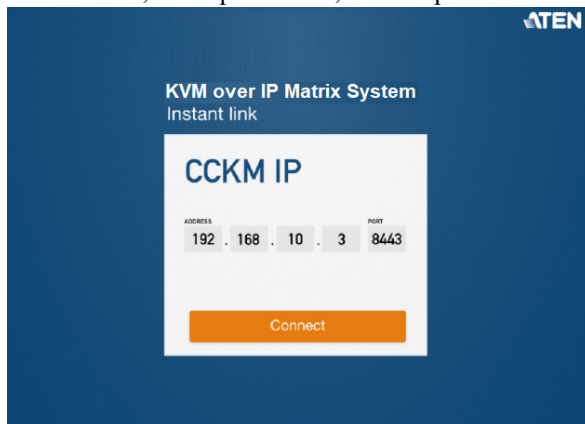 ATEN
KVM over IP Matrix System
Instant link
CCKM IP
ADDRESS PORT
192 . 168 . 10 . 3 8443
Connect